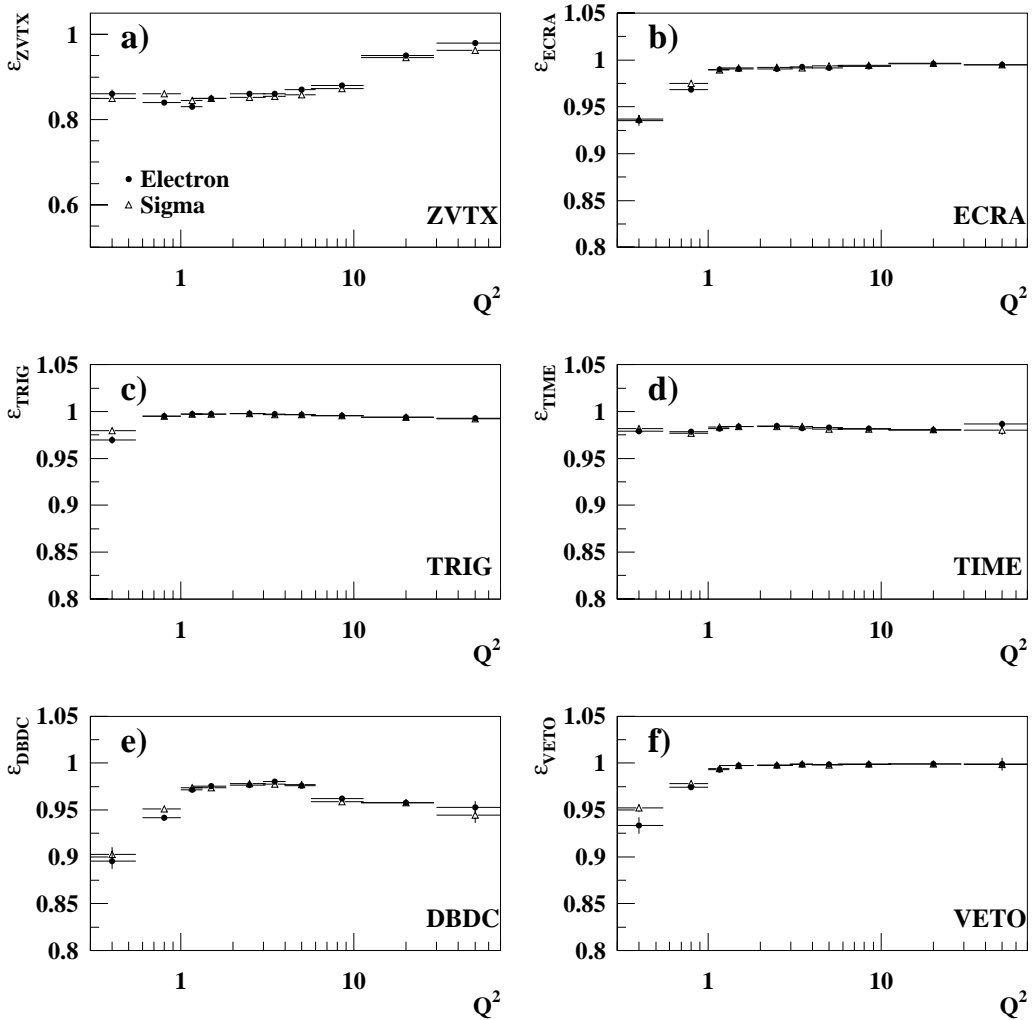 ε_ZVTX
a)
1
0.8
0.6
Electron
Sigma
ZVTX
1
10
Q²
ε_ECRA
b)
1.05
1
0.95
0.9
0.85
0.8
ECRA
1
10
Q²
ε_TRIG
c)
1.05
1
0.95
0.9
0.85
0.8
TRIG
1
10
Q²
ε_TIME
d)
1.05
1
0.95
0.9
0.85
0.8
TIME
1
10
Q²
ε_DBDC
e)
1.05
1
0.95
0.9
0.85
0.8
DBDC
1
10
Q²
ε_VETO
f)
1.05
1
0.95
0.9
0.85
0.8
VETO
1
10
Q²